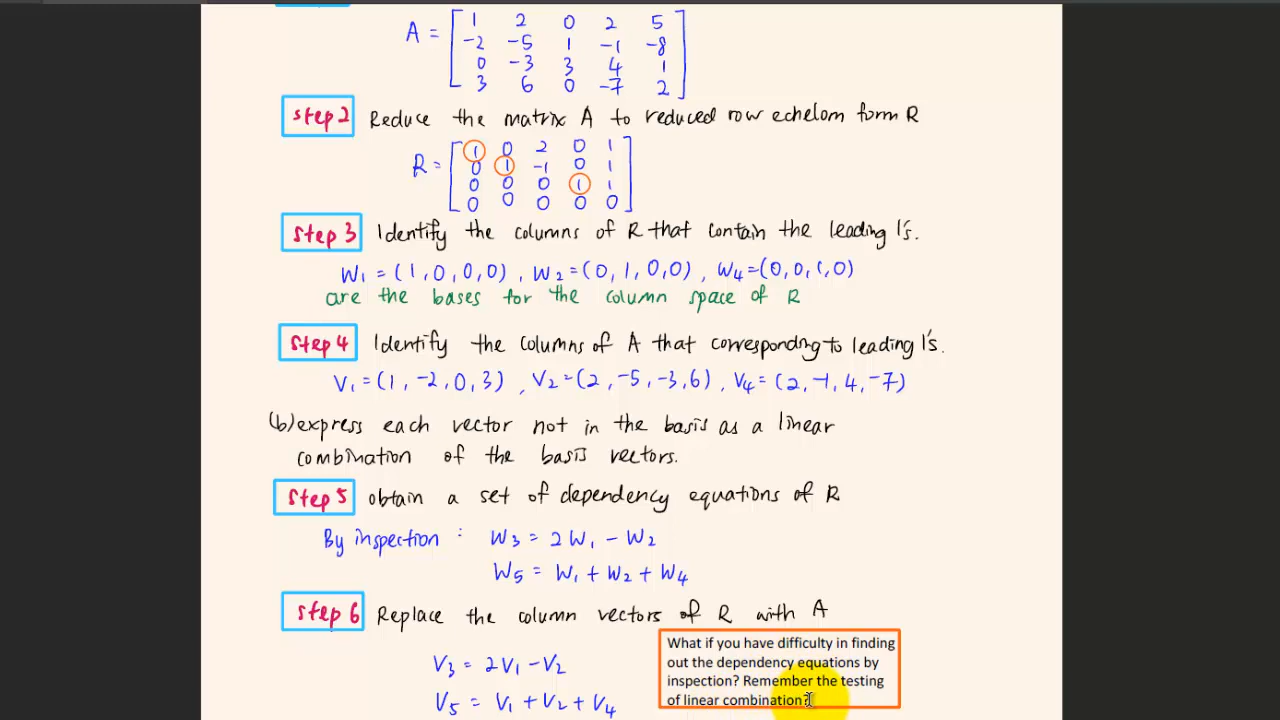 A = [ 1 2 0 2 5
-2 -5 1 -1 -8
0 -3 3 4 1
3 6 0 -7 2 ]
Step 2 Reduce the matrix A to reduced row echelom form R
R = [ 1 0 2 0 1
0 1 -1 0 1
0 0 0 1 1
0 0 0 0 0 ]
Step 3 Identify the columns of R that contain the leading 1's.
W₁ = (1, 0, 0, 0), W₂ = (0, 1, 0, 0), W₄ = (0, 0, 1, 0)
are the bases for the column space of R
Step 4 Identify the columns of A that corresponding to leading 1's.
V₁ = (1, -2, 0, 3), V₂ = (2, -5, -3, 6), V₄ = (2, -1, 4, -7)
(b) express each vector not in the basis as a linear
combination of the basis vectors.
Step 5 obtain a set of dependency equations of R
By inspection : W₃ = 2W₁ - W₂
W₅ = W₁ + W₂ + W₄
Step 6 Replace the column vectors of R with A
V₃ = 2V₁ - V₂
V₅ = V₁ + V₂ + V₄
What if you have difficulty in finding
out the dependency equations by
inspection? Remember the testing
of linear combination?